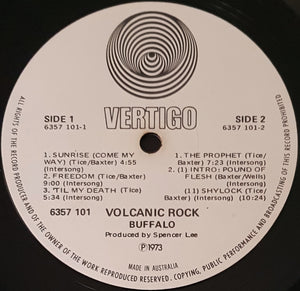 VERTIGO
SIDE 1
6357 101-1
1. SUNRISE (COME MY
WAY) (Tice/Baxter) 4:55
(Intersong)
2. FREEDOM (Tice/Baxter)
9:00 (Intersong)
3. 'TIL MY DEATH (Tice)
5:34 (Intersong)
SIDE 2
6357 101-2
1. THE PROPHET (Tice/
Baxter) 7:23 (Intersong)
2. (1) INTRO: POUND OF
FLESH (Baxter/Wells)
(Intersong)
(11) SHYLOCK (Tice/
Baxter) (10:24)
(Intersong)
6357 101
VOLCANIC ROCK
BUFFALO
Produced by Spencer Lee
℗1973
MADE IN AUSTRALIA
ALL RIGHTS OF THE RECORD PRODUCER AND OF THE OWNER OF THE WORK REPRODUCED RESERVED. COPYING, PUBLIC PERFORMANCE AND BROADCASTING OF THIS RECORD PROHIBITED